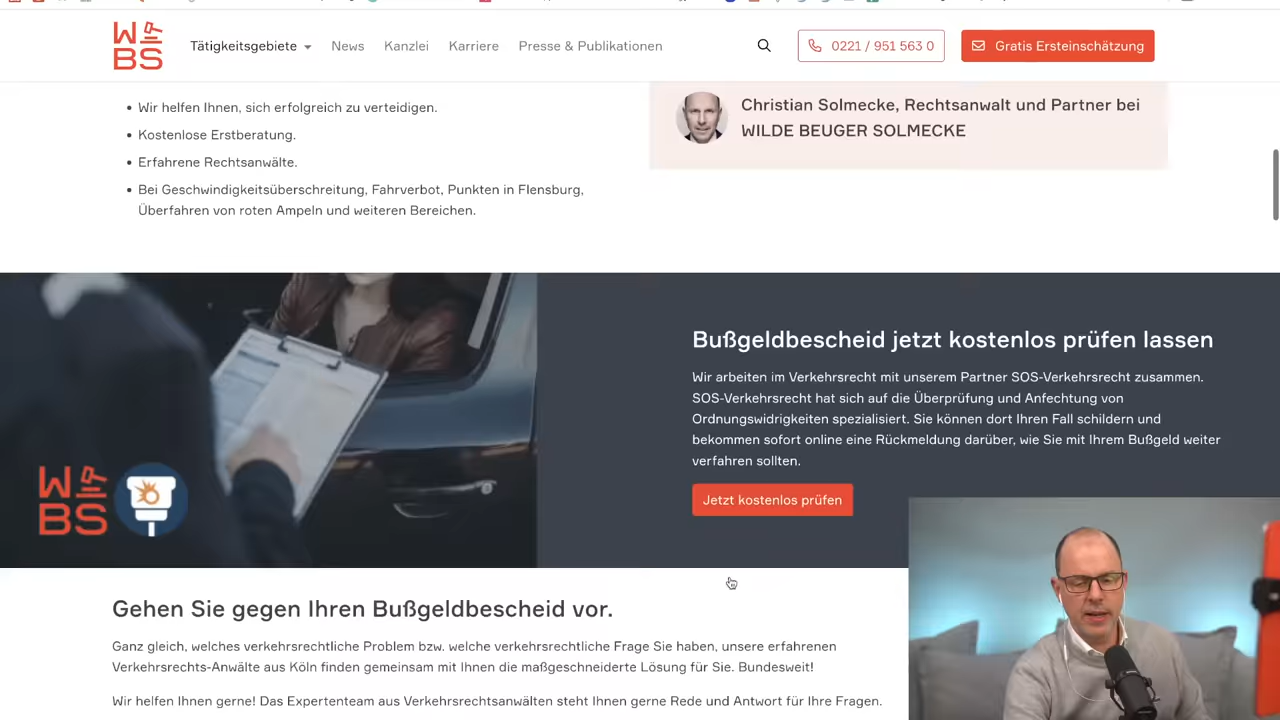 W
BS
Tätigkeitsgebiete
News
Kanzlei
Karriere
Presse & Publikationen
0221 / 951 563 0
Gratis Ersteinschätzung
Wir helfen Ihnen, sich erfolgreich zu verteidigen.
Kostenlose Erstberatung.
Erfahrene Rechtsanwälte.
Bei Geschwindigkeitsüberschreitung, Fahrverbot, Punkten in Flensburg,
Überfahren von roten Ampeln und weiteren Bereichen.
Christian Solmecke, Rechtsanwalt und Partner bei
WILDE BEUGER SOLMECKE
W
BS
Bußgeldbescheid jetzt kostenlos prüfen lassen
Wir arbeiten im Verkehrsrecht mit unserem Partner SOS-Verkehrsrecht zusammen.
SOS-Verkehrsrecht hat sich auf die Überprüfung und Anfechtung von
Ordnungswidrigkeiten spezialisiert. Sie können dort Ihren Fall schildern und
bekommen sofort online eine Rückmeldung darüber, wie Sie mit Ihrem Bußgeld weiter
verfahren sollten.
Jetzt kostenlos prüfen
Gehen Sie gegen Ihren Bußgeldbescheid vor.
Ganz gleich, welches verkehrsrechtliche Problem bzw. welche verkehrsrechtliche Frage Sie haben, unsere erfahrenen
Verkehrsrechts-Anwälte aus Köln finden gemeinsam mit Ihnen die maßgeschneiderte Lösung für Sie. Bundesweit!
Wir helfen Ihnen gerne! Das Expertenteam aus Verkehrsrechtsanwälten steht Ihnen gerne Rede und Antwort für Ihre Fragen.